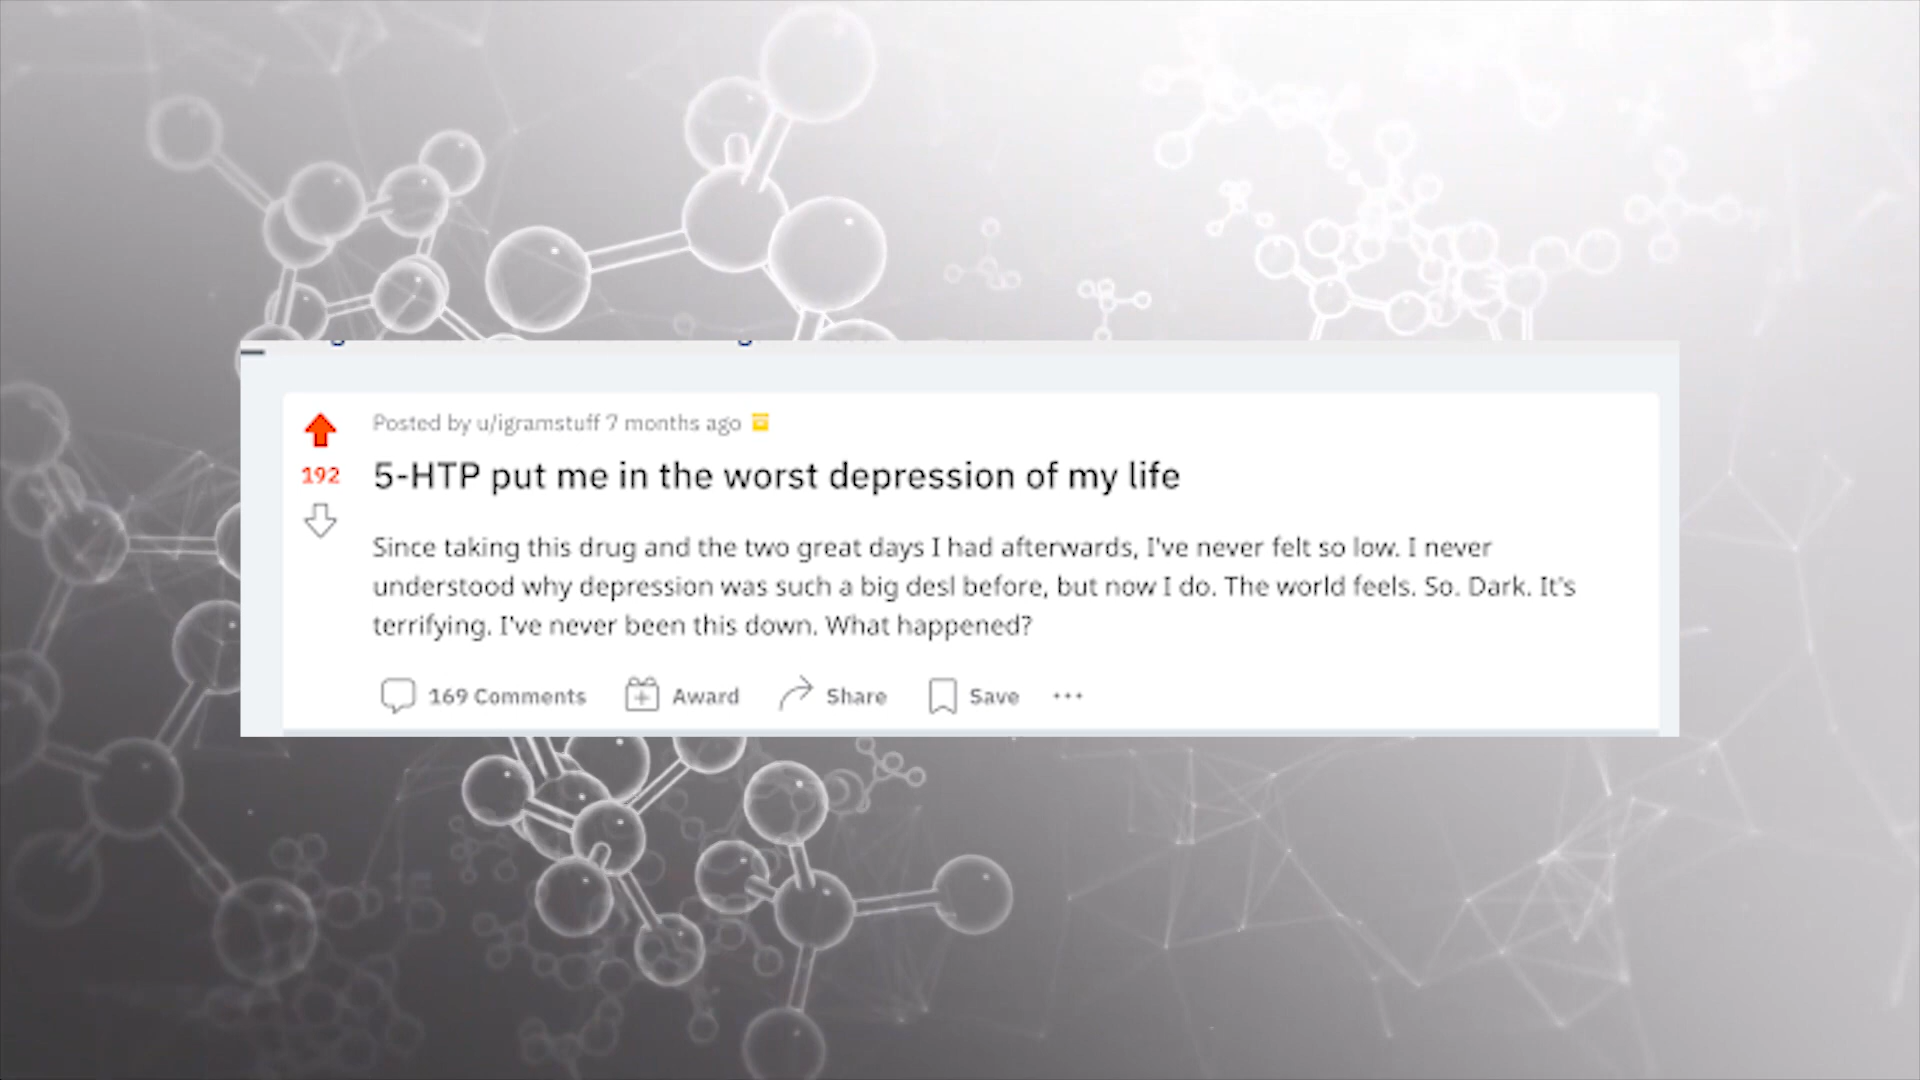 Posted by u/igramstuff 7 months ago
192
5-HTP put me in the worst depression of my life
Since taking this drug and the two great days I had afterwards, I've never felt so low. I never
understood why depression was such a big desl before, but now I do. The world feels. So. Dark. It's
terrifying. I've never been this down. What happened?
169 Comments Award Share Save ...